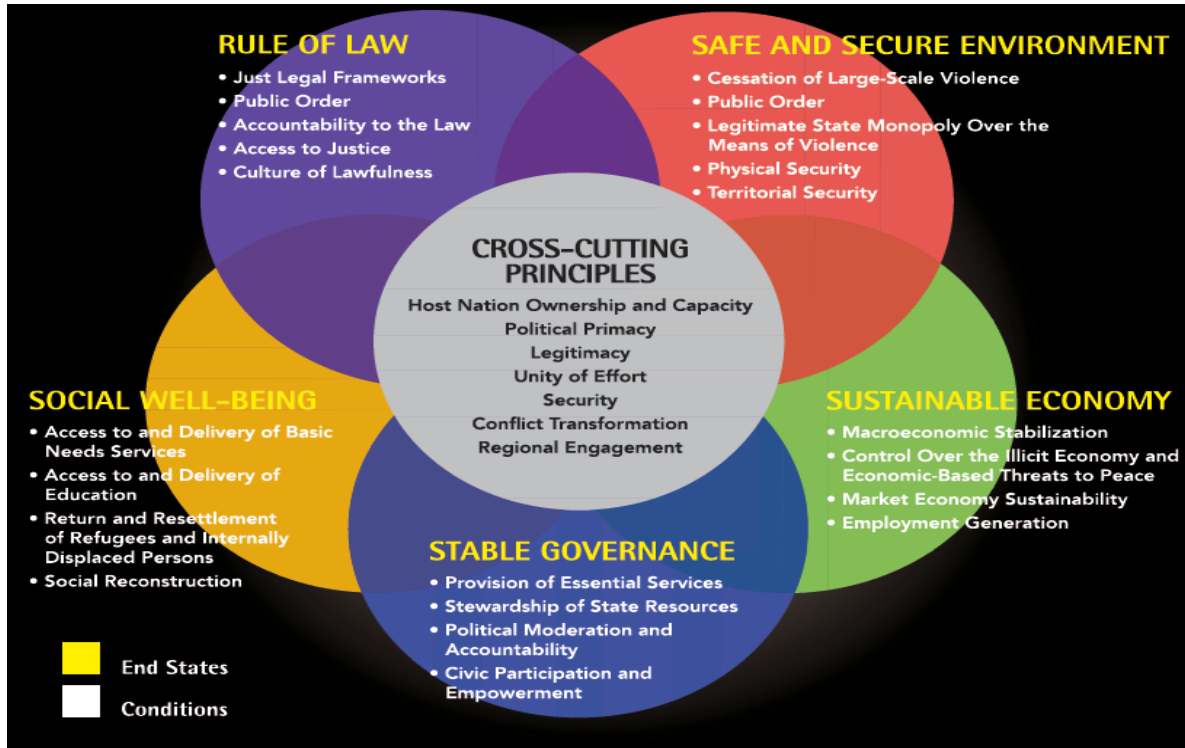 RULE OF LAW
• Just Legal Frameworks
• Public Order
• Accountability to the Law
• Access to Justice
• Culture of Lawfulness
SAFE AND SECURE ENVIRONMENT
• Cessation of Large-Scale Violence
• Public Order
• Legitimate State Monopoly Over the
Means of Violence
• Physical Security
• Territorial Security
CROSS-CUTTING
PRINCIPLES
Host Nation Ownership and Capacity
Political Primacy
Legitimacy
Unity of Effort
Security
Conflict Transformation
Regional Engagement
SOCIAL WELL-BEING
• Access to and Delivery of Basic
Needs Services
• Access to and Delivery of
Education
• Return and Resettlement
of Refugees and Internally
Displaced Persons
• Social Reconstruction
SUSTAINABLE ECONOMY
• Macroeconomic Stabilization
• Control Over the Illicit Economy and
Economic-Based Threats to Peace
• Market Economy Sustainability
• Employment Generation
STABLE GOVERNANCE
• Provision of Essential Services
• Stewardship of State Resources
• Political Moderation and
Accountability
• Civic Participation and
Empowerment
End States
Conditions